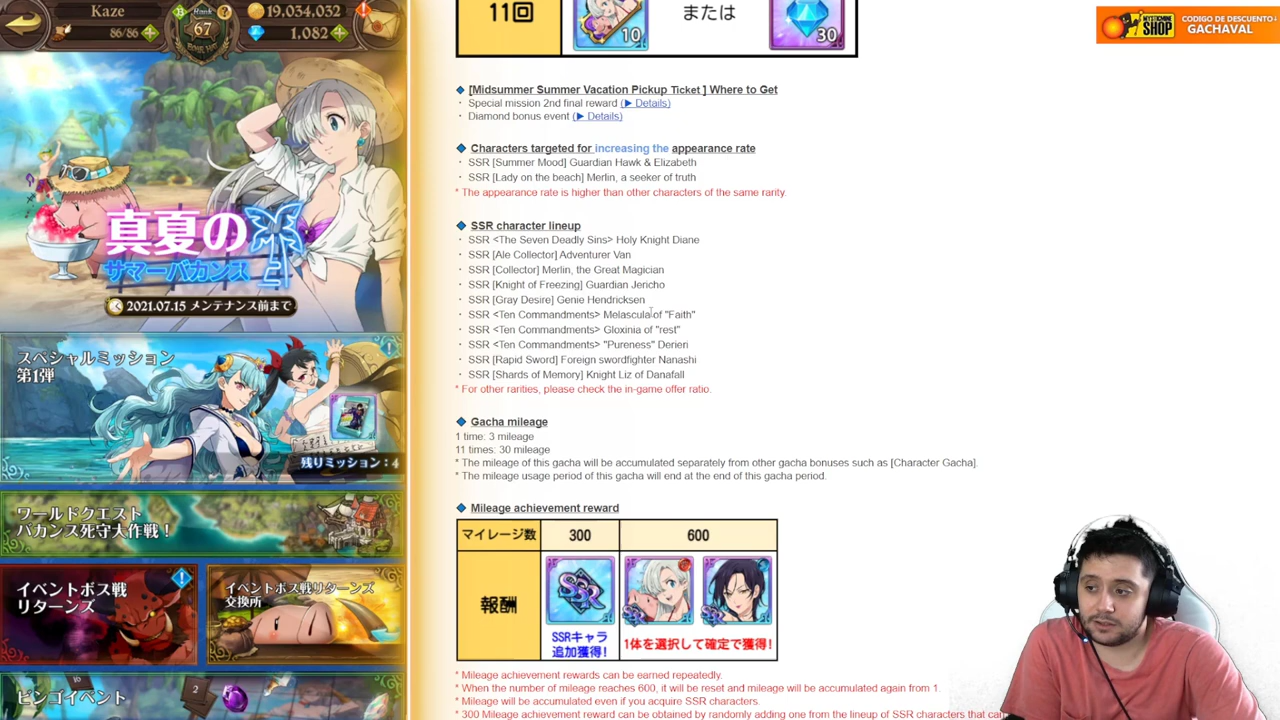 Kaze
86/86
Rank
67
19,034,032
1,082
真夏の
サマーバカンス
2021.07.15 メンテナンス前まで
スペシャルミッション
第1弾
残りミッション：4
ワールドクエスト
バカンス死守大作戦！
イベントボス戦
リターンズ
イベントボス戦リターンズ
交換所
ビンゴイベント
16
2
11回
10
または
30
[Midsummer Summer Vacation Pickup Ticket ] Where to Get
・ Special mission 2nd final reward (▶ Details)
・ Diamond bonus event (▶ Details)
Characters targeted for increasing the appearance rate
・ SSR [Summer Mood] Guardian Hawk & Elizabeth
・ SSR [Lady on the beach] Merlin, a seeker of truth
* The appearance rate is higher than other characters of the same rarity.
SSR character lineup
・ SSR <The Seven Deadly Sins> Holy Knight Diane
・ SSR [Ale Collector] Adventurer Van
・ SSR [Collector] Merlin, the Great Magician
・ SSR [Knight of Freezing] Guardian Jericho
・ SSR [Gray Desire] Genie Hendricksen
・ SSR <Ten Commandments> Melascula of "Faith"
・ SSR <Ten Commandments> Gloxinia of "rest"
・ SSR <Ten Commandments> "Pureness" Derieri
・ SSR [Rapid Sword] Foreign swordfighter Nanashi
・ SSR [Shards of Memory] Knight Liz of Danafall
* For other rarities, please check the in-game offer ratio.
Gacha mileage
1 time: 3 mileage
11 times: 30 mileage
* The mileage of this gacha will be accumulated separately from other gacha bonuses such as [Character Gacha].
* The mileage usage period of this gacha will end at the end of this gacha period.
Mileage achievement reward
マイレージ数 300 600
報酬
SSR
SSRキャラ
追加獲得!
1体を選択して確定で獲得!
* Mileage achievement rewards can be earned repeatedly.
* When the number of mileage reaches 600, it will be reset and mileage will be accumulated again from 1.
* Mileage will be accumulated even if you acquire SSR characters.
* 300 Mileage achievement reward can be obtained by randomly adding one from the lineup of SSR characters that can
MYSTICMINE
SHOP
CODIGO DE DESCUENTO
GACHAVAL